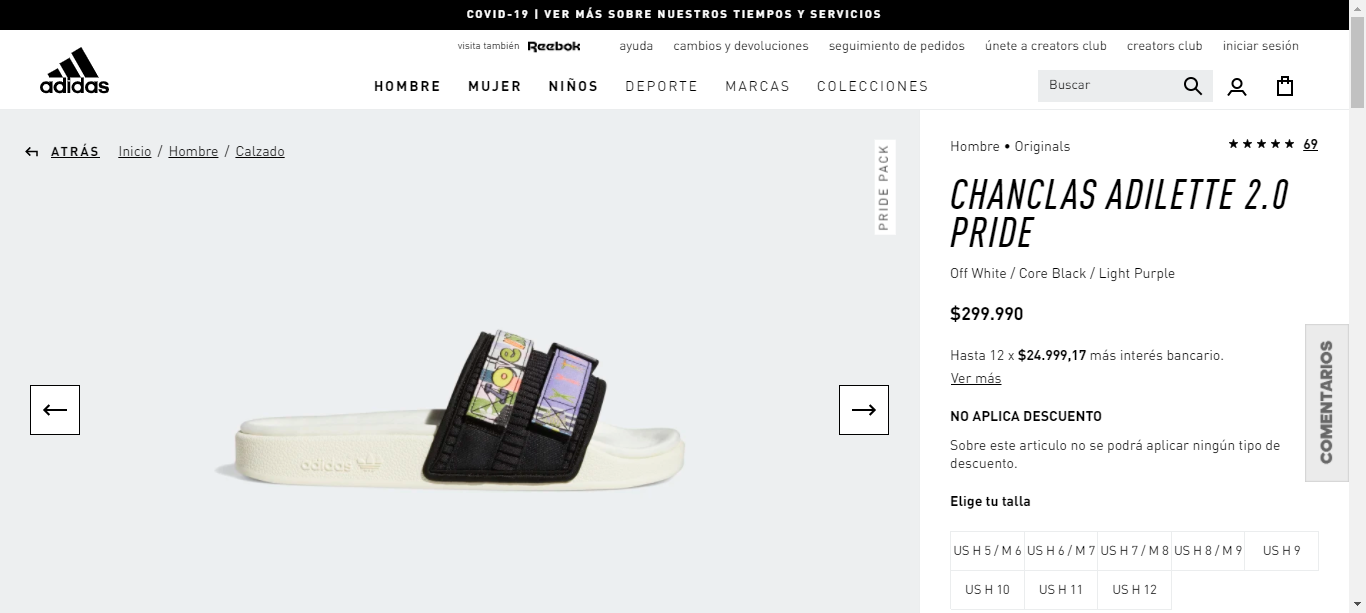 COVID-19 | VER MÁS SOBRE NUESTROS TIEMPOS Y SERVICIOS
visita también Reebok ayuda cambios y devoluciones seguimiento de pedidos únete a creators club creators club iniciar sesión
adidas
HOMBRE MUJER NIÑOS DEPORTE MARCAS COLECCIONES Buscar
ATRÁS Inicio / Hombre / Calzado
PRIDE PACK
Hombre • Originals 69
CHANCLAS ADILETTE 2.0
PRIDE
Off White / Core Black / Light Purple
$299.990
Hasta 12 x $24.999,17 más interés bancario.
Ver más
NO APLICA DESCUENTO
Sobre este articulo no se podrá aplicar ningún tipo de
descuento.
COMENTARIOS
adidas
Elige tu talla
US H 5 / M 6 US H 6 / M 7 US H 7 / M 8 US H 8 / M 9 US H 9
US H 10 US H 11 US H 12